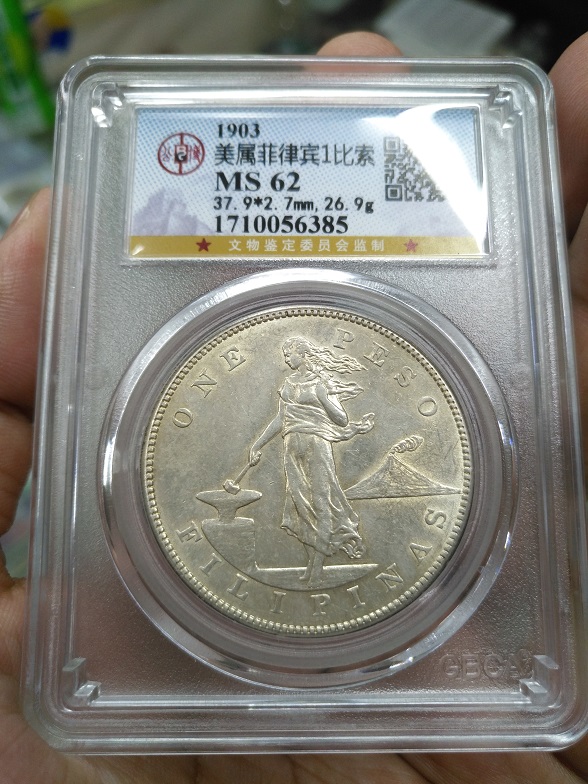 1903
美属菲律宾1比索
MS 62
37.9*2.7mm, 26.9g
1710056385
★ 文物鉴定委员会监制 ★
ONE PESO
FILIPINAS
GBCA